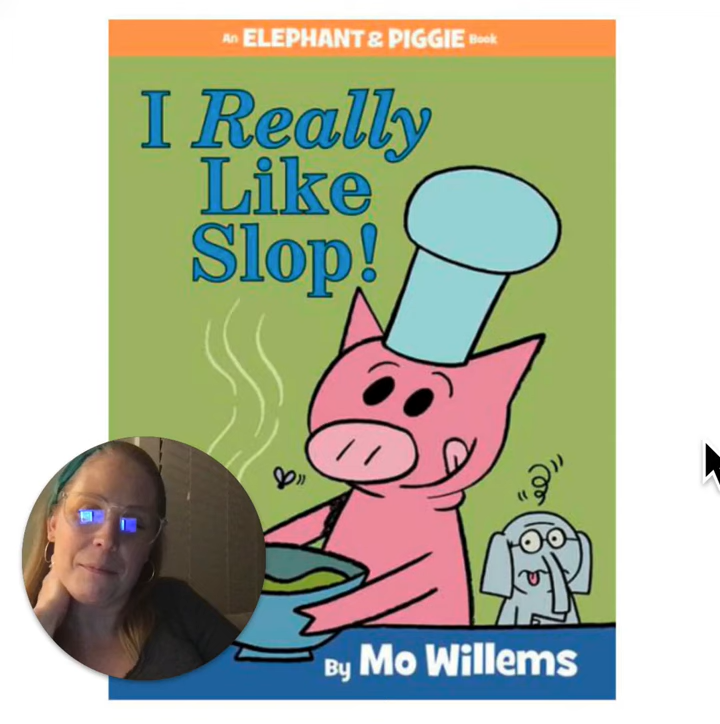 An ELEPHANT & PIGGIE Book
I Really
Like
Slop!
By Mo Willems